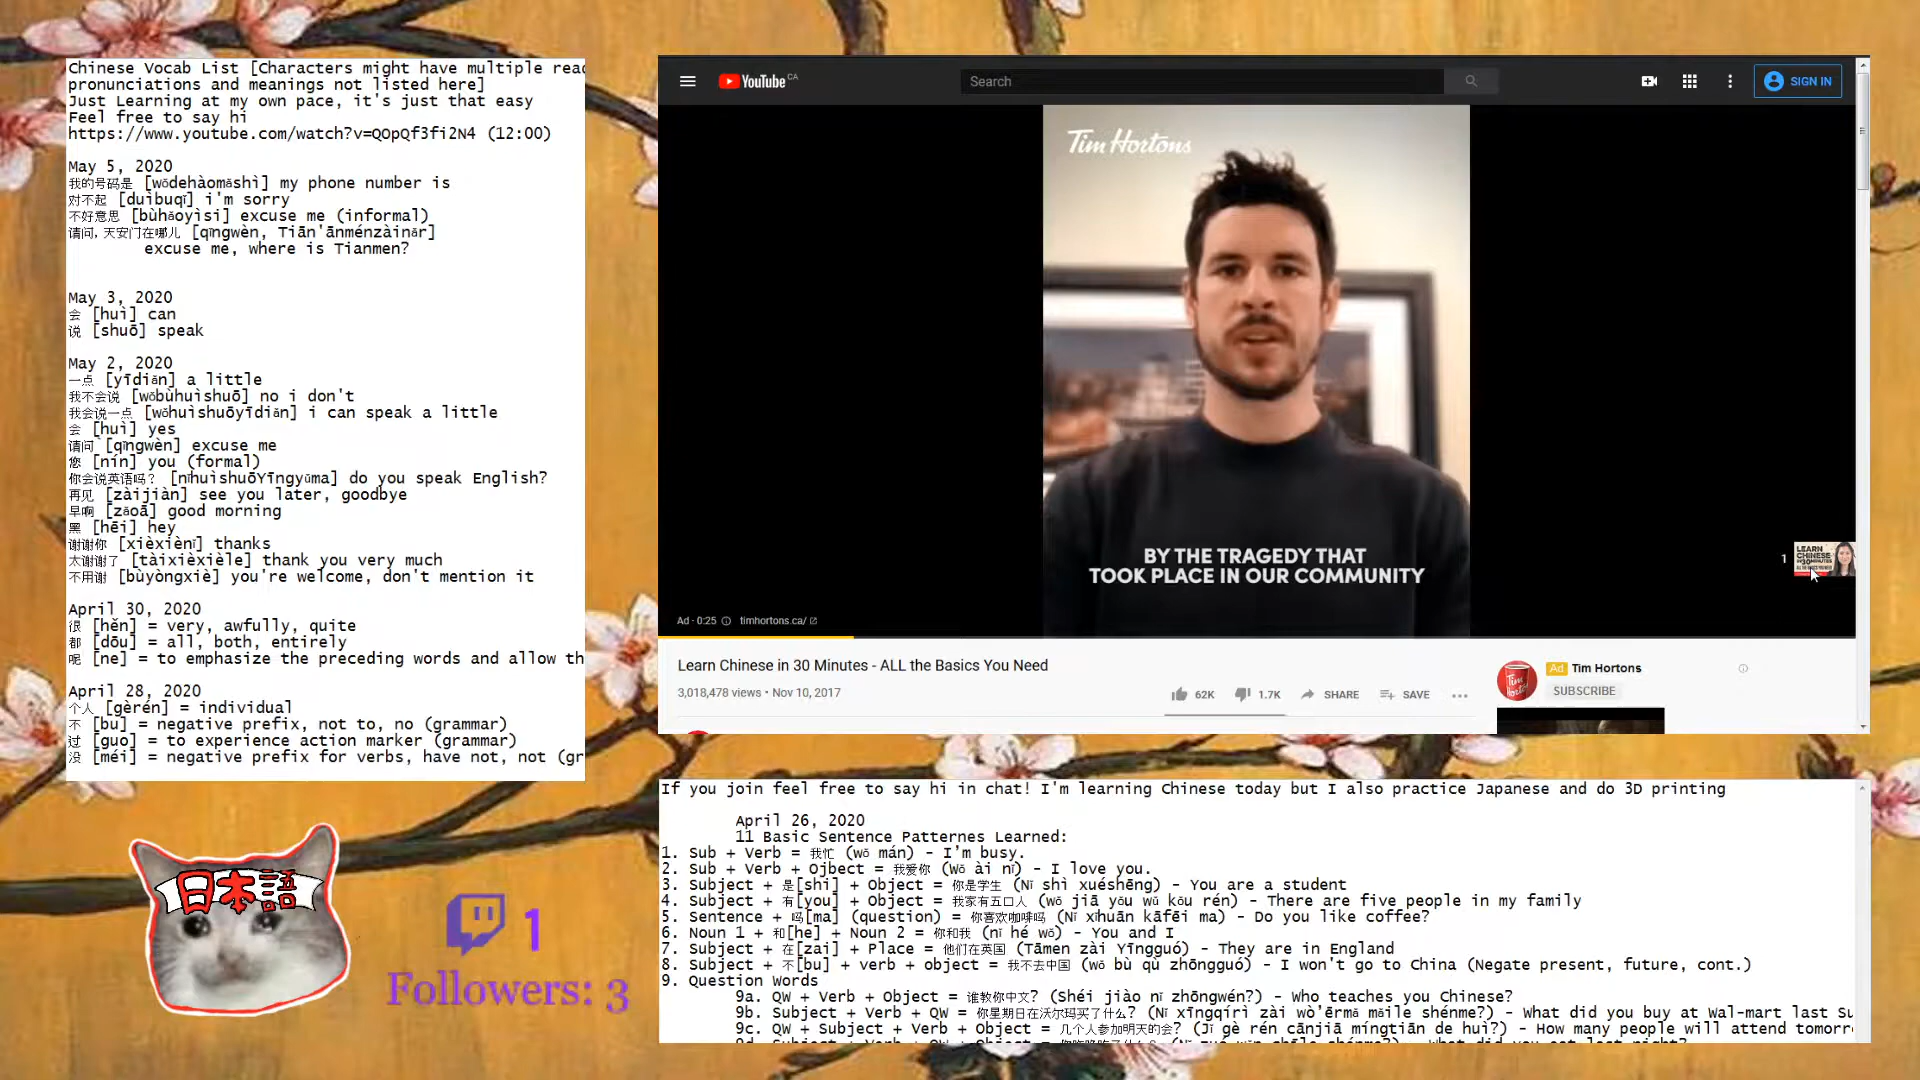 Chinese Vocab List [Characters might have multiple read
pronunciations and meanings not listed here]
Just Learning at my own pace, it's just that easy
Feel free to say hi
https://www.youtube.com/watch?v=QOpQf3fi2N4 (12:00)
May 5, 2020
我的号码是 [wǒdehàomǎshì] my phone number is
对不起 [duìbuqǐ] i'm sorry
不好意思 [bùhǎoyìsi] excuse me (informal)
请问，天安门在哪儿 [qǐngwèn, Tiān'ānménzàinǎr]
excuse me, where is Tianmen?
May 3, 2020
会 [huì] can
说 [shuō] speak
May 2, 2020
一点 [yīdiǎn] a little
我不会说 [wǒbùhuìshuō] no i don't
我会说一点 [wǒhuìshuōyīdiǎn] i can speak a little
会 [huì] yes
请问 [qǐngwèn] excuse me
您 [nín] you (formal)
你会说英语吗？ [nǐhuìshuōYīngyǔma] do you speak English?
再见 [zàijiàn] see you later, goodbye
早啊 [zǎoā] good morning
黑 [hēi] hey
谢谢你 [xièxiènǐ] thanks
太谢谢了 [tàixièxièle] thank you very much
不用谢 [bùyòngxiè] you're welcome, don't mention it
April 30, 2020
很 [hěn] = very, awfully, quite
都 [dōu] = all, both, entirely
呢 [ne] = to emphasize the preceding words and allow th
April 28, 2020
个人 [gèrén] = individual
不 [bu] = negative prefix, not to, no (grammar)
过 [guo] = to experience action marker (grammar)
没 [méi] = negative prefix for verbs, have not, not (gr
日本語
1
Followers: 3
YouTube CA
Search
SIGN IN
Tim Hortons
BY THE TRAGEDY THAT
TOOK PLACE IN OUR COMMUNITY
1
LEARN
CHINESE
IN 30 MINUTES
Ad · 0:25
timhortons.ca/
Learn Chinese in 30 Minutes - ALL the Basics You Need
3,018,478 views • Nov 10, 2017
62K
1.7K
SHARE
SAVE
Ad Tim Hortons
SUBSCRIBE
If you join feel free to say hi in chat! I'm learning Chinese today but I also practice Japanese and do 3D printing
April 26, 2020
11 Basic Sentence Patternes Learned:
1. Sub + Verb = 我忙 (wǒ mán) - I'm busy.
2. Sub + Verb + Ojbect = 我爱你 (Wǒ ài nǐ) - I love you.
3. Subject + 是[shi] + Object = 你是学生 (Nǐ shì xuéshēng) - You are a student
4. Subject + 有[you] + Object = 我家有五口人 (wǒ jiā yǒu wǔ kǒu rén) - There are five people in my family
5. Sentence + 吗[ma] (question) = 你喜欢咖啡吗 (Nǐ xǐhuān kāfēi ma) - Do you like coffee?
6. Noun 1 + 和[he] + Noun 2 = 你和我 (nǐ hé wǒ) - You and I
7. Subject + 在[zai] + Place = 他们在英国 (Tāmen zài Yīngguó) - They are in England
8. Subject + 不[bu] + verb + object = 我不去中国 (wǒ bù qù zhōngguó) - I won't go to China (Negate present, future, cont.)
9. Question Words
9a. QW + Verb + Object = 谁教你中文? (Shéi jiào nǐ zhōngwén?) - Who teaches you Chinese?
9b. Subject + Verb + QW = 你星期日在沃尔玛买了什么? (Nǐ xīngqírì zài wò'ěrmǎ mǎile shénme?) - What did you buy at Wal-mart last Su
9c. QW + Subject + Verb + Object = 几个人参加明天的会? (Jǐ gè rén cānjiā míngtiān de huì?) - How many people will attend tomorr